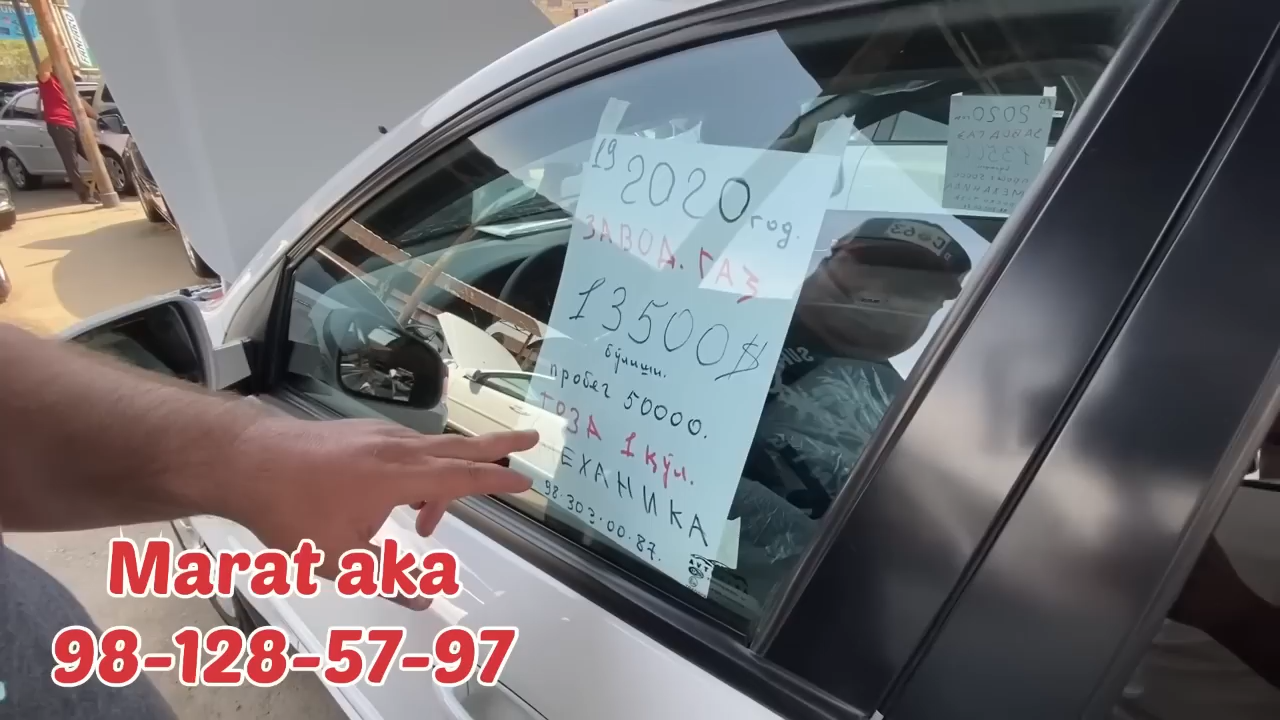 19 2020 год.
ЗАВОД. ГАЗ
13500$
бўлиши.
пробег 50000.
ТОЗА 1 қўл.
МЕХАНИКА
98-303-00-87.
Marat aka
98-128-57-97